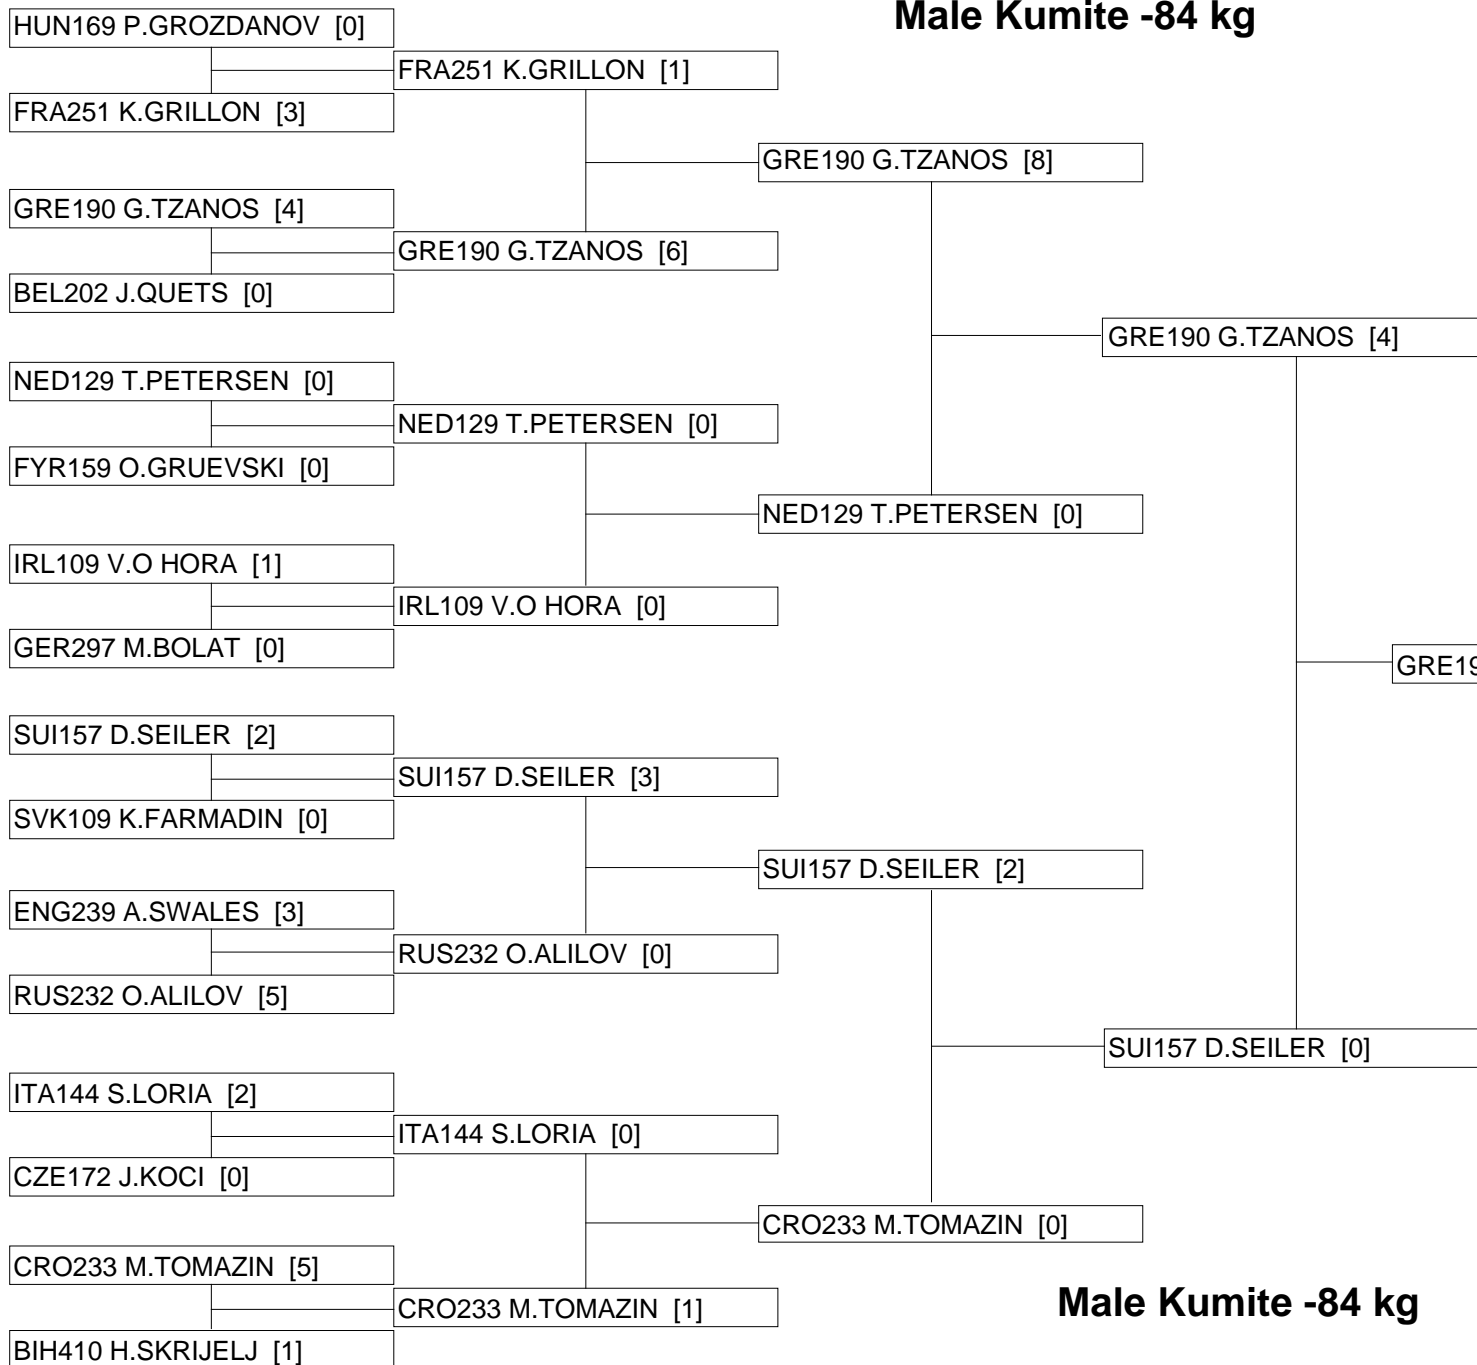 Male Kumite -84 kg
HUN169 P.GROZDANOV [0]
FRA251 K.GRILLON [1]
FRA251 K.GRILLON [3]
GRE190 G.TZANOS [8]
GRE190 G.TZANOS [4]
GRE190 G.TZANOS [6]
BEL202 J.QUETS [0]
GRE190 G.TZANOS [4]
NED129 T.PETERSEN [0]
NED129 T.PETERSEN [0]
FYR159 O.GRUEVSKI [0]
NED129 T.PETERSEN [0]
IRL109 V.O HORA [1]
IRL109 V.O HORA [0]
GER297 M.BOLAT [0]
GRE19
SUI157 D.SEILER [2]
SUI157 D.SEILER [3]
SVK109 K.FARMADIN [0]
SUI157 D.SEILER [2]
ENG239 A.SWALES [3]
RUS232 O.ALILOV [0]
RUS232 O.ALILOV [5]
SUI157 D.SEILER [0]
ITA144 S.LORIA [2]
ITA144 S.LORIA [0]
CZE172 J.KOCI [0]
CRO233 M.TOMAZIN [0]
CRO233 M.TOMAZIN [5]
CRO233 M.TOMAZIN [1]
Male Kumite -84 kg
BIH410 H.SKRIJELJ [1]